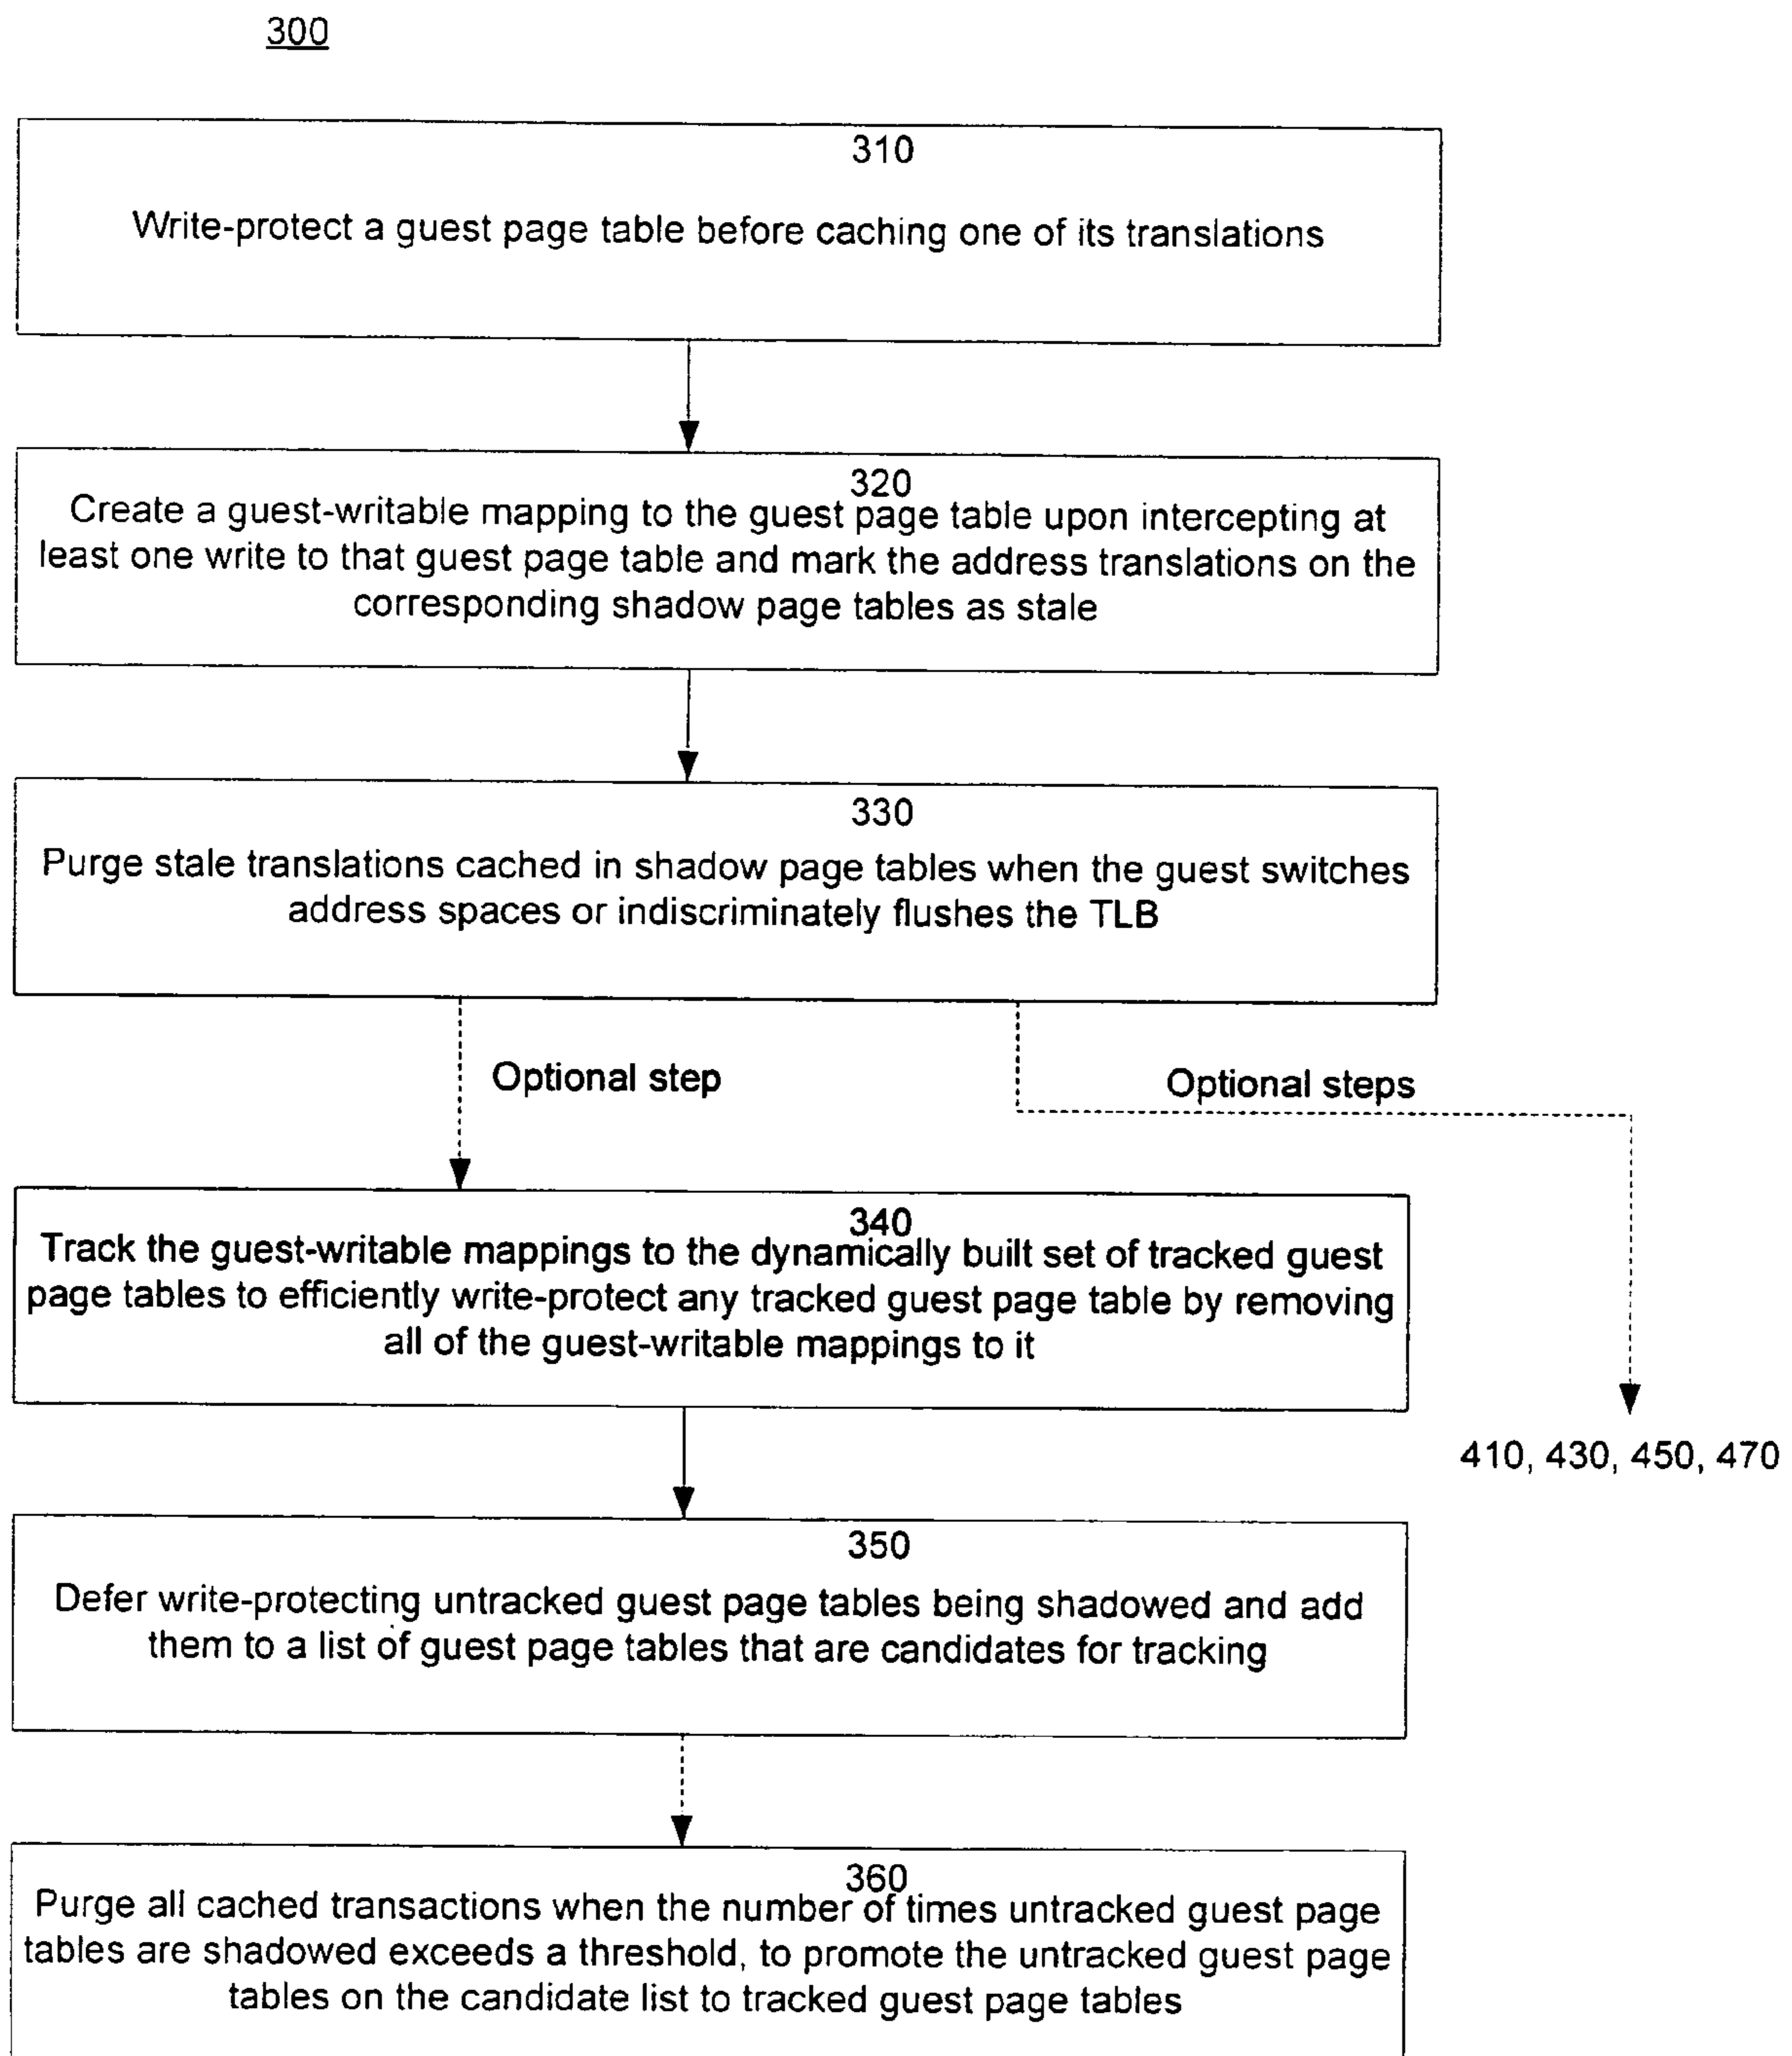 300
310
Write-protect a guest page table before caching one of its translations
320
Create a guest-writable mapping to the guest page table upon intercepting at
least one write to that guest page table and mark the address translations on the
corresponding shadow page tables as stale
330
Purge stale translations cached in shadow page tables when the guest switches
address spaces or indiscriminately flushes the TLB
Optional step
Optional steps
340
Track the guest-writable mappings to the dynamically built set of tracked guest
page tables to efficiently write-protect any tracked guest page table by removing
all of the guest-writable mappings to it
410, 430, 450, 470
350
Defer write-protecting untracked guest page tables being shadowed and add
them to a list of guest page tables that are candidates for tracking
360
Purge all cached transactions when the number of times untracked guest page
tables are shadowed exceeds a threshold, to promote the untracked guest page
tables on the candidate list to tracked guest page tables